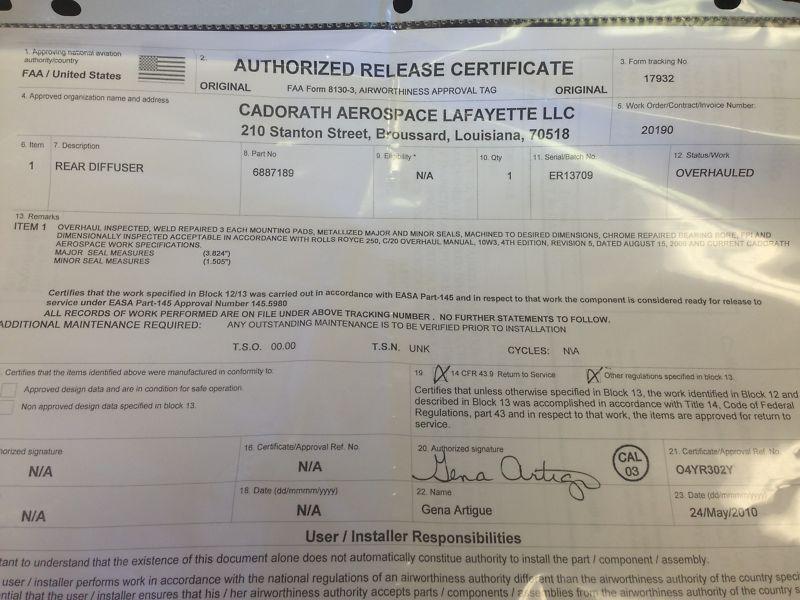 1. Approving national aviation
authority/country
FAA / United States
2.
AUTHORIZED RELEASE CERTIFICATE
ORIGINAL FAA Form 8130-3, AIRWORTHINESS APPROVAL TAG ORIGINAL
3. Form tracking No.
17932
4. Approved organization name and address
CADORATH AEROSPACE LAFAYETTE LLC
210 Stanton Street, Broussard, Louisiana, 70518
5. Work Order/Contract/Invoice Number:
20190
6. Item 7. Description 8. Part No 9. Eligibility * 10. Qty 11. Serial/Batch No. 12. Status/Work
1 REAR DIFFUSER 6887189 N/A 1 ER13709 OVERHAULED
13. Remarks
ITEM 1 OVERHAUL INSPECTED, WELD REPAIRED 3 EACH MOUNTING PADS, METALLIZED MAJOR AND MINOR SEALS, MACHINED TO DESIRED DIMENSIONS, CHROME REPAIRED BEARING BORE, FPI AND
DIMENSIONALLY INSPECTED ACCEPTABLE IN ACCORDANCE WITH ROLLS ROYCE 250, C/20 OVERHAUL MANUAL, 10W3, 4TH EDITION, REVISION 5, DATED AUGUST 15, AND CURRENT CADORATH
AEROSPACE WORK SPECIFICATIONS.
MAJOR SEAL MEASURES (3.824")
MINOR SEAL MEASURES (1.505")
Certifies that the work specified in Block 12/13 was carried out in accordance with EASA Part-145 and in respect to that work the component is considered ready for release to
service under EASA Part-145 Approval Number 145.5980
ALL RECORDS OF WORK PERFORMED ARE ON FILE UNDER ABOVE TRACKING NUMBER . NO FURTHER STATEMENTS TO FOLLOW.
ADDITIONAL MAINTENANCE REQUIRED: ANY OUTSTANDING MAINTENANCE IS TO BE VERIFIED PRIOR TO INSTALLATION
T.S.O. 00.00 T.S.N. UNK CYCLES: N\A
Certifies that the items identified above were manufactured in conformity to:
Approved design data and are in condition for safe operation.
Non approved design data specified in block 13.
19. X 14 CFR 43.9 Return to Service X Other regulations specified in block 13.
Certifies that unless otherwise specified in Block 13, the work identified in Block 12 and
described in Block 13 was accomplished in accordance with Title 14, Code of Federal
Regulations, part 43 and in respect to that work, the items are approved for return to
service.
horized signature
N/A
16. Certificate/Approval Ref. No.
N/A
20. Authorized signature
Gena Artigue
CAL
03
21. Certificate/Approval Ref. No.
O4YR302Y
N/A
18. Date (dd/mmmm/yyyy)
N/A
22. Name
Gena Artigue
23. Date (dd/mmmm/yyyy)
24/May/2010
User / Installer Responsibilities
tant to understand that the existence of this document alone does not automatically constitute authority to install the part / component / assembly.
user / installer performs work in accordance with the national regulations of an airworthiness authority different than the airworthiness authority of the country speci
ntial that the user / installer ensures that his / her airworthiness authority accepts parts / components / assemblies from the airworthiness authority of the country s